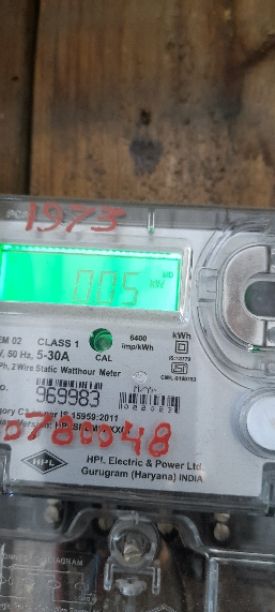 1973
005
MD
kW
EM 02 CLASS 1 6400 imp/kWh kWh
V, 50 Hz, 5-30A CAL
Ph, 2 Wire Static Watthour Meter
o. 969983
15959:2011
0780048
HPL
HPL Electric & Power Ltd.
Gurugram (Haryana) INDIA